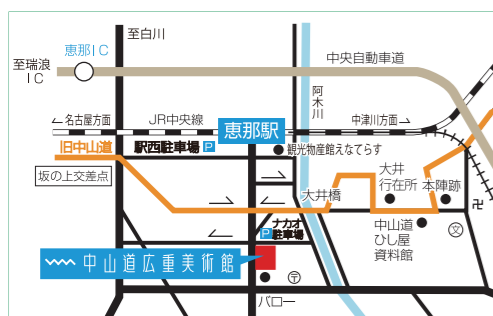 至白川
恵那IC
至瑞浪
IC
中央自動車道
阿木川
←名古屋方面
JR中央線
恵那駅
中津川方面→
旧中山道
駅西駐車場 P
観光物産館えなてらす
坂の上交差点
大井橋
大井
行在所
本陣跡
卍
ナカオ
P 駐車場
中山道
ひし屋
資料館
文
中山道広重美術館
〒
バロー